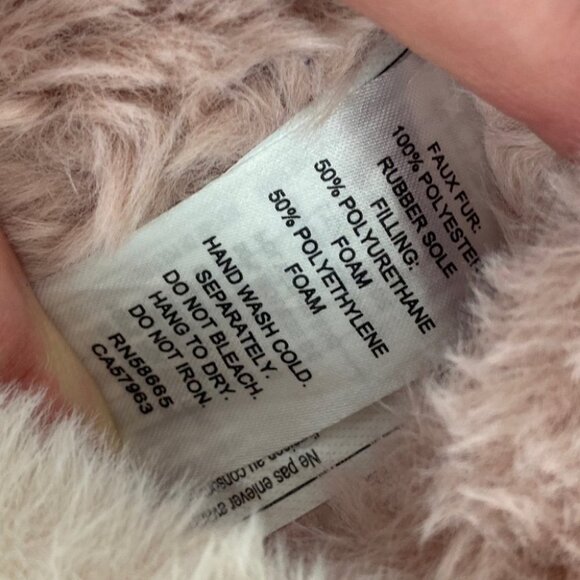 FAUX FUR:
100% POLYESTER
RUBBER SOLE
FILLING:
50% POLYURETHANE
FOAM
50% POLYETHYLENE
FOAM
HAND WASH COLD.
SEPARATELY.
DO NOT BLEACH.
HANG TO DRY.
DO NOT IRON.
RN58665
CA57963
Ne pas enlever
au